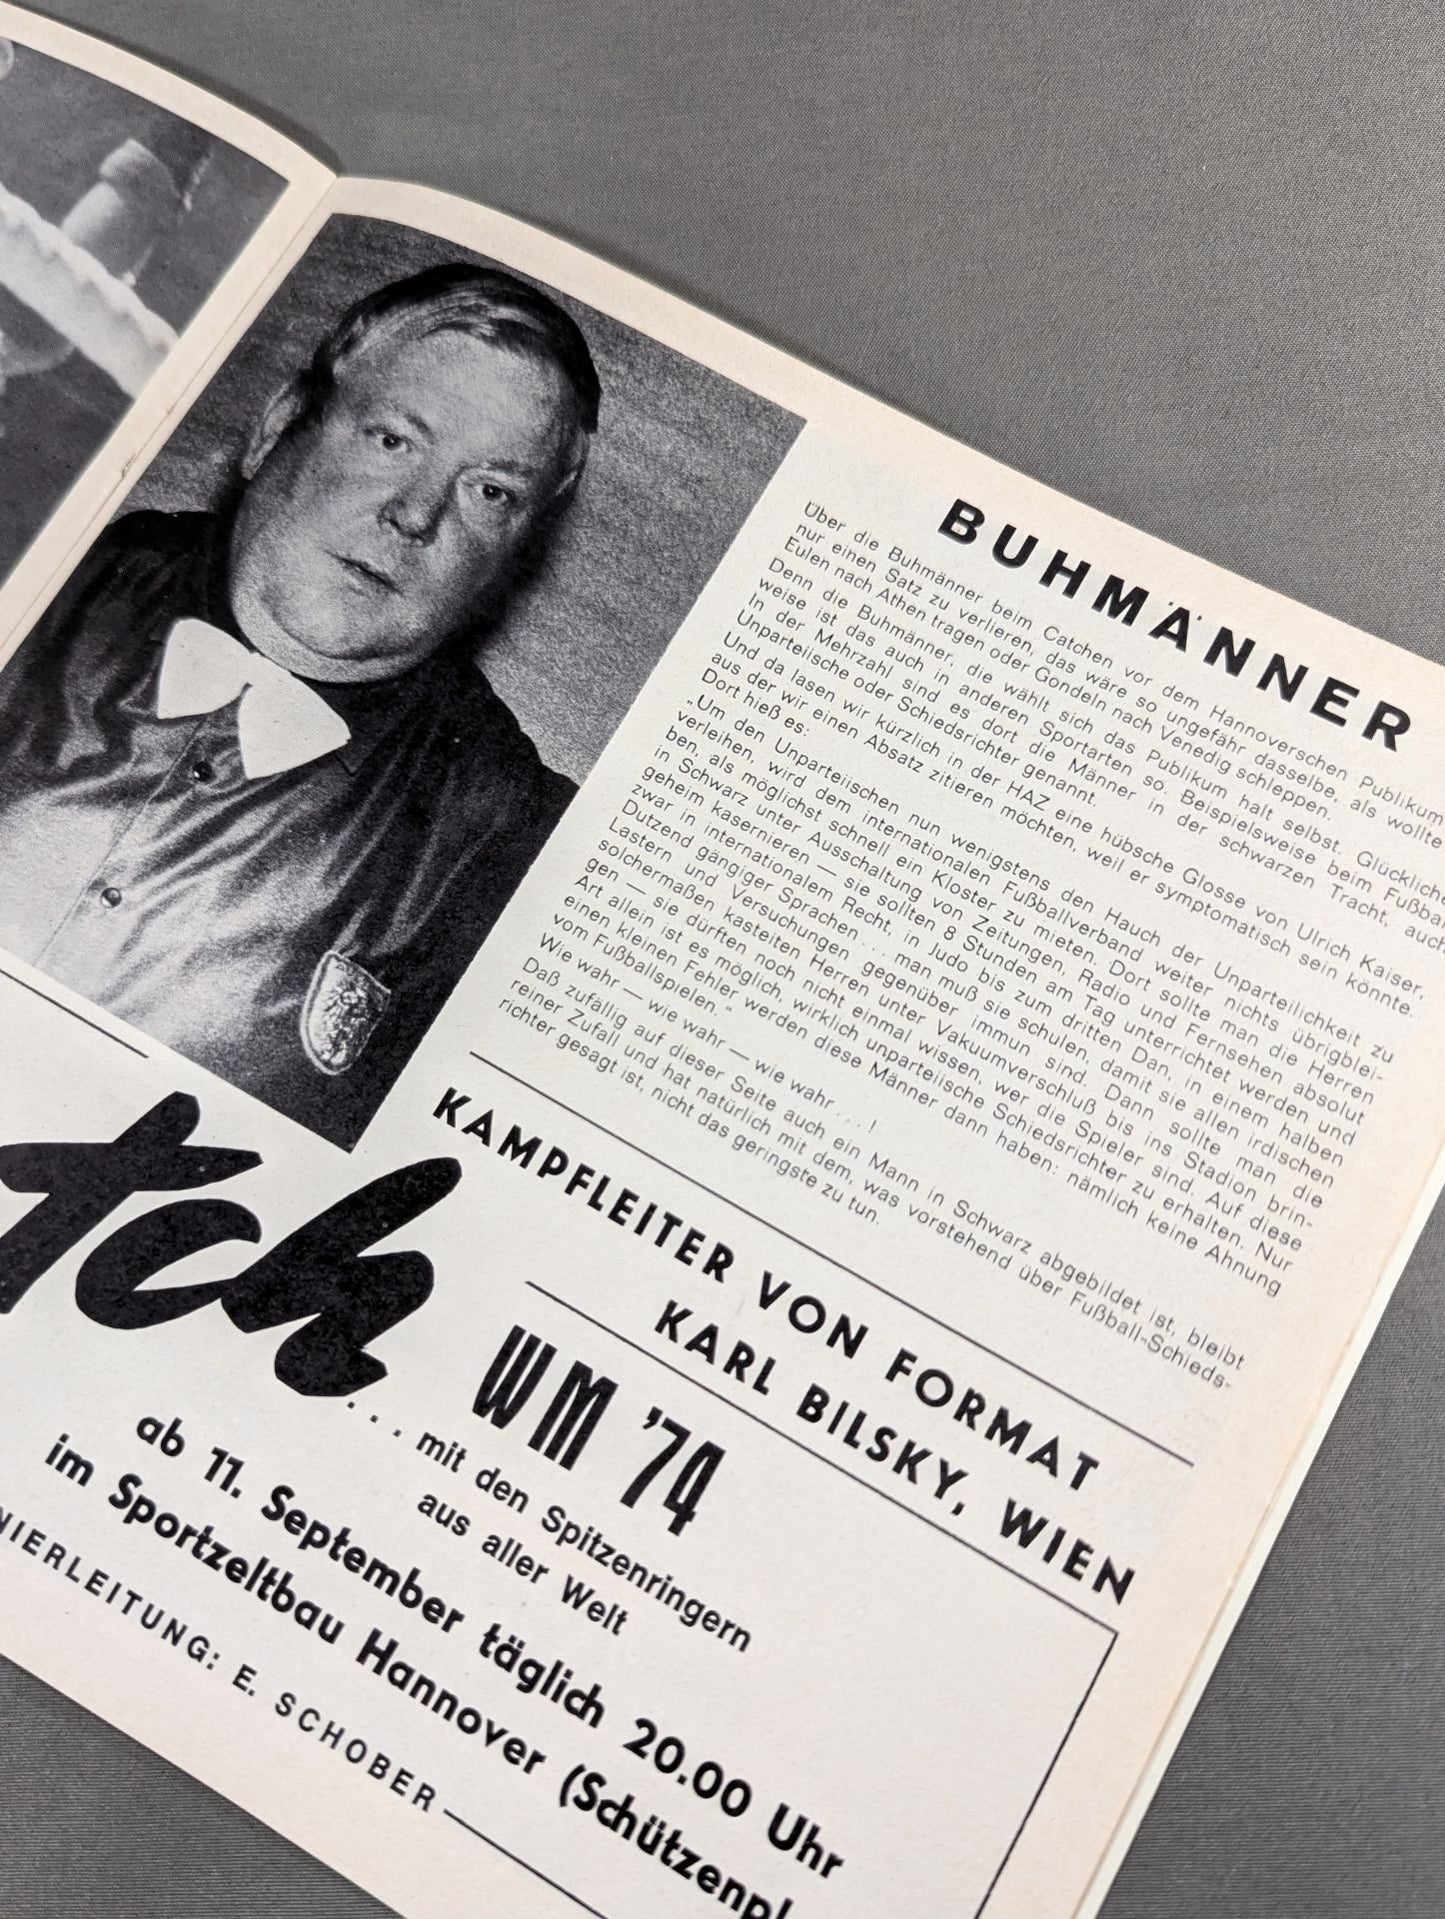 BUHMÄNNER
Über die Buhmänner beim Catchen vor dem Hannoverschen Publikum
nur einen Satz zu verlieren, das wäre so ungefähr dasselbe, als wollte
Eulen nach Athen tragen oder Gondeln nach Venedig schleppen.
Denn die Buhmänner, die wählt sich das Publikum halt selbst. Glücklich
weise ist das auch in anderen Sportarten so. Beispielsweise beim Fußbal
In der Mehrzahl sind es dort die Männer in der schwarzen Tracht, auch
Unparteiische oder Schiedsrichter genannt.
Und da lasen wir kürzlich in der HAZ eine hübsche Glosse von Ulrich Kaiser,
aus der wir einen Absatz zitieren möchten, weil er symptomatisch sein könnte.
Dort hieß es:
„Um den Unparteiischen nun wenigstens den Hauch der Unparteilichkeit zu
verleihen, wird dem internationalen Fußballverband weiter nichts übrigblei-
ben, als möglichst schnell ein Kloster zu mieten. Dort sollte man die Herren
in Schwarz unter Ausschaltung von Zeitungen, Radio und Fernsehen absolut
geheim kasernieren — sie sollten 8 Stunden am Tag unterrichtet werden und
zwar in internationalem Recht, in Judo bis zum dritten Dan, in einem halben
Dutzend gängiger Sprachen... man muß sie schulen, damit sie allen irdischen
Lastern und Versuchungen gegenüber immun sind. Dann sollte man die
solchermaßen kasteiten Herren unter Vakuumverschluß bis ins Stadion brin-
gen — sie dürften noch nicht einmal wissen, wer die Spieler sind. Auf diese
Art allein ist es möglich, wirklich unparteiische Schiedsrichter zu erhalten. Nur
einen kleinen Fehler werden diese Männer dann haben: nämlich keine Ahnung
vom Fußballspielen."
Wie wahr — wie wahr — wie wahr...!
Daß zufällig auf dieser Seite auch ein Mann in Schwarz abgebildet ist, bleibt
reiner Zufall und hat natürlich mit dem, was vorstehend über Fußball-Schieds-
richter gesagt ist, nicht das geringste zu tun.
KAMPFLEITER VON FORMAT
KARL BILSKY, WIEN
tch
WM '74
... mit den Spitzenringern
aus aller Welt
ab 11. September täglich 20.00 Uhr
im Sportzeltbau Hannover (Schützenpl
NIERLEITUNG: E. SCHOBER